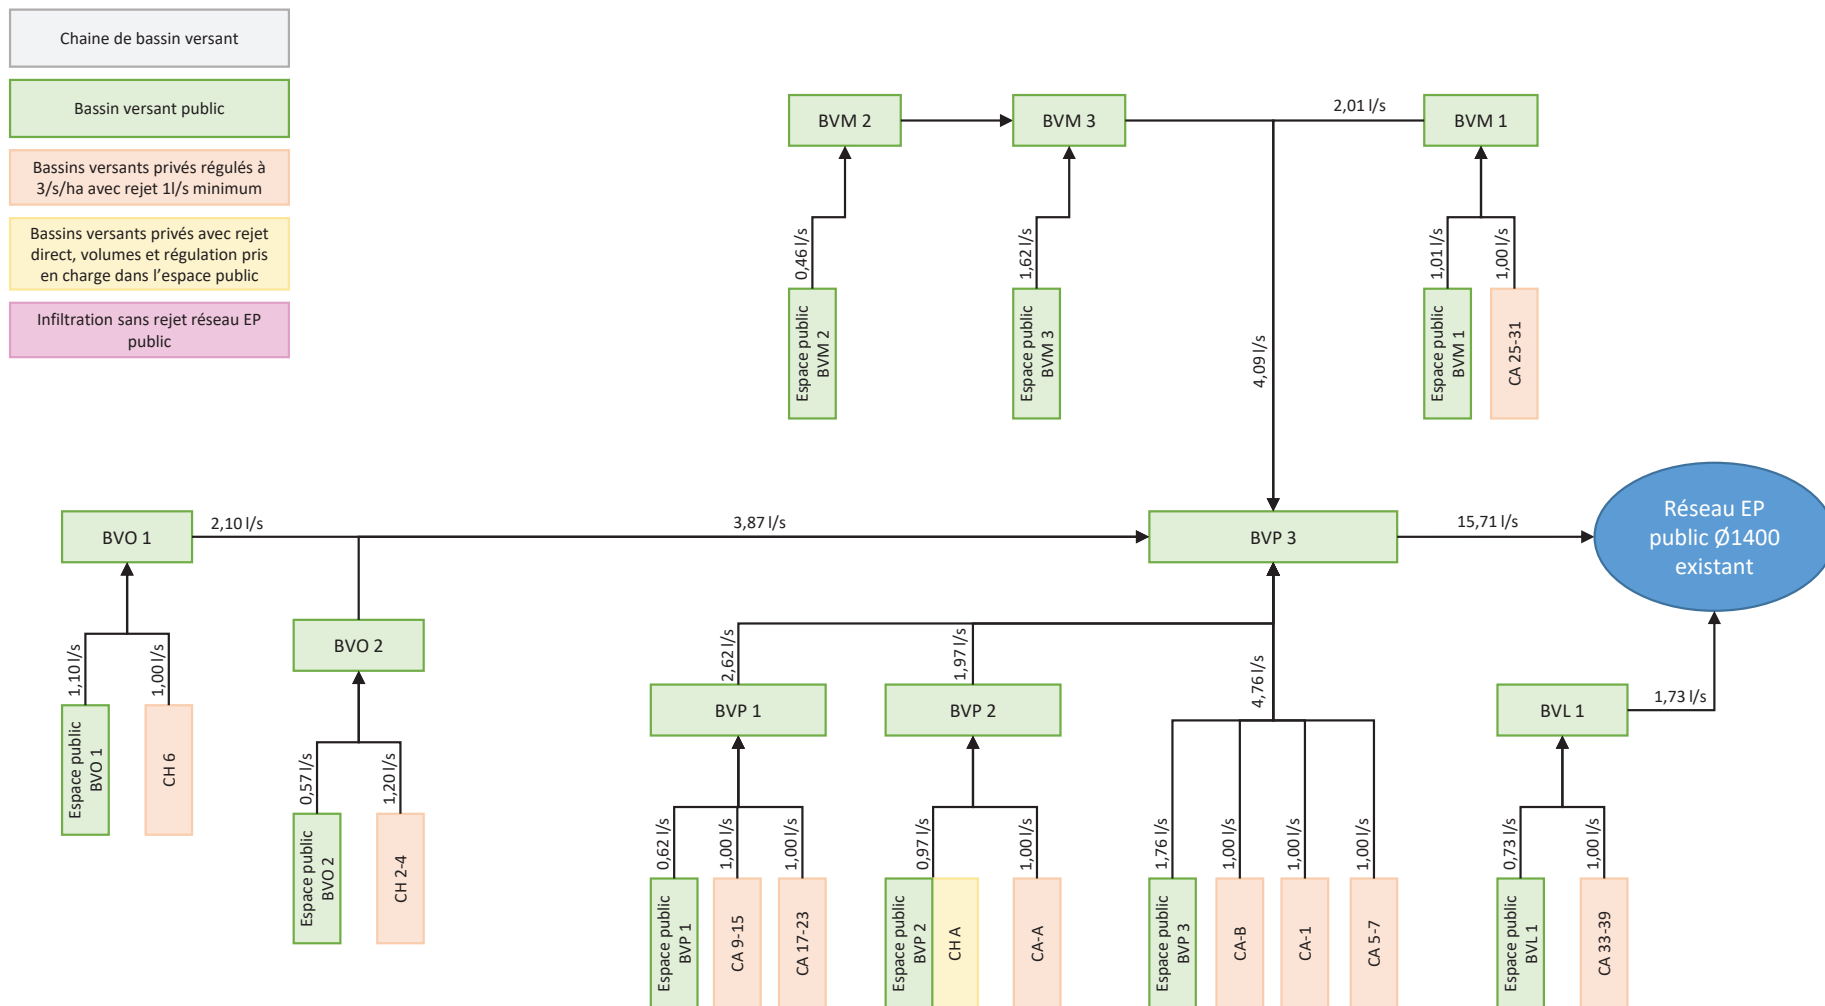 Chaine de bassin versant
Bassin versant public
Bassins versants privés régulés à
3/s/ha avec rejet 1l/s minimum
Bassins versants privés avec rejet
direct, volumes et régulation pris
en charge dans l'espace public
Infiltration sans rejet réseau EP
public
BVM 2
BVM 3
2,01 l/s
BVM 1
0,46 l/s
1,62 l/s
1,01 l/s
1,00 l/s
Espace public
BVM 2
Espace public
BVM 3
Espace public
BVM 1
CA 25-31
4,09 l/s
BVO 1
2,10 l/s
3,87 l/s
BVP 3
15,71 l/s
Réseau EP
public Ø1400
existant
1,10 l/s
1,00 l/s
Espace public
BVO 1
CH 6
BVO 2
0,57 l/s
1,20 l/s
Espace public
BVO 2
CH 2-4
2,62 l/s
1,97 l/s
4,76 l/s
BVP 1
BVP 2
BVL 1
1,73 l/s
0,62 l/s
1,00 l/s
1,00 l/s
0,97 l/s
1,00 l/s
1,76 l/s
1,00 l/s
1,00 l/s
1,00 l/s
0,73 l/s
1,00 l/s
Espace public
BVP 1
CA 9-15
CA 17-23
Espace public
BVP 2
CH A
CA-A
Espace public
BVP 3
CA-B
CA-1
CA 5-7
Espace public
BVL 1
CA 33-39